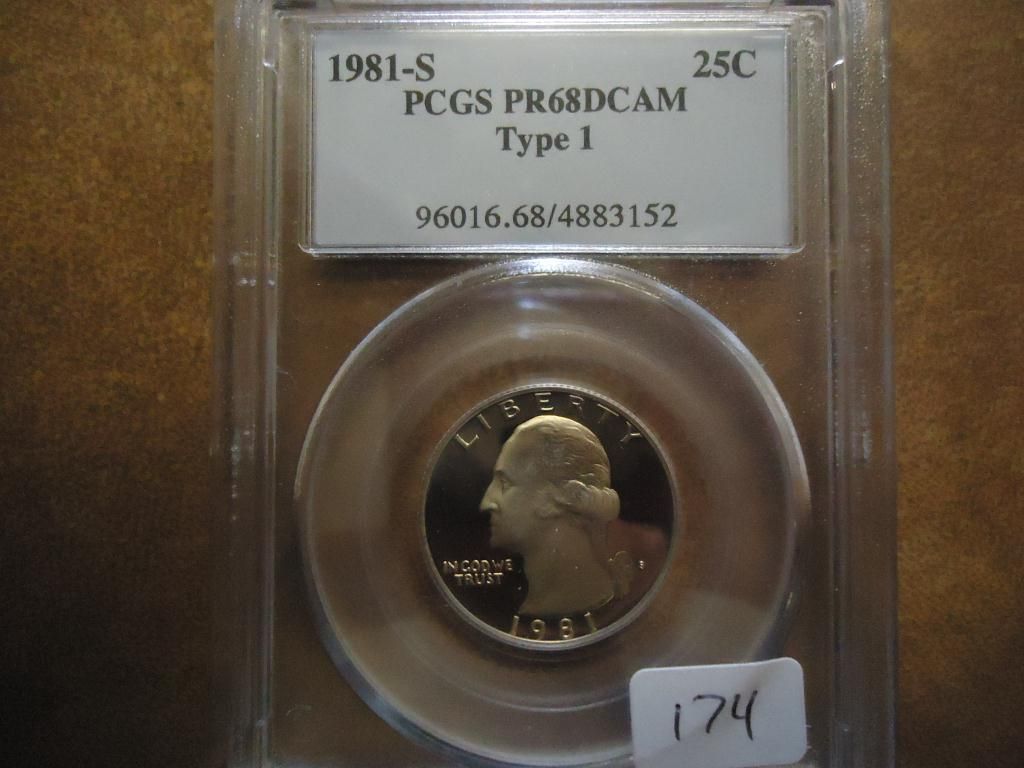 1981-S 25C
PCGS PR68DCAM
Type 1
96016.68/4883152
LIBERTY
IN GOD WE
TRUST
S
1981
174